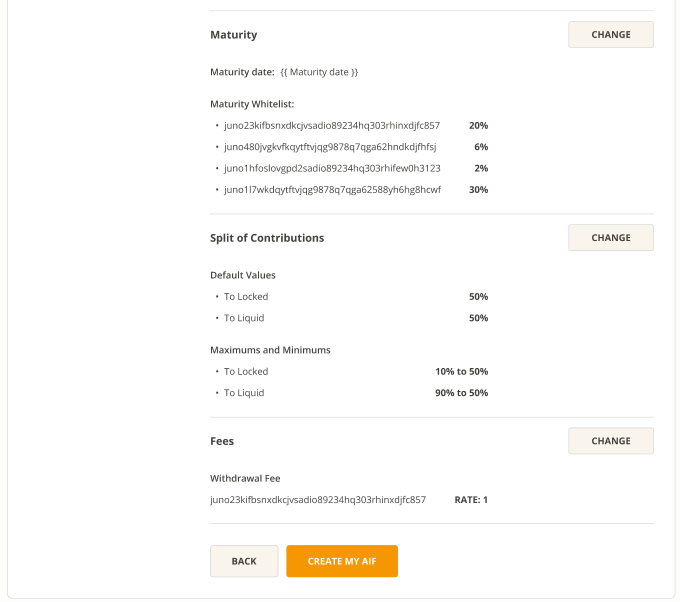 Maturity CHANGE
Maturity date: {{ Maturity date }}
Maturity Whitelist:
• juno23kifbsnxdkcjvsadio89234hq303rhinxdjfc857 20%
• juno480jvgkvfkqytftvjqg9878q7qga62hndkdjfhfsj 6%
• juno1hfoslovgpd2sadio89234hq303rhifew0h3123 2%
• juno1l7wkdqytftvjqg9878q7qga62588yh6hg8hcwf 30%
Split of Contributions CHANGE
Default Values
• To Locked 50%
• To Liquid 50%
Maximums and Minimums
• To Locked 10% to 50%
• To Liquid 90% to 50%
Fees CHANGE
Withdrawal Fee
juno23kifbsnxdkcjvsadio89234hq303rhinxdjfc857 RATE: 1
BACK CREATE MY AIF